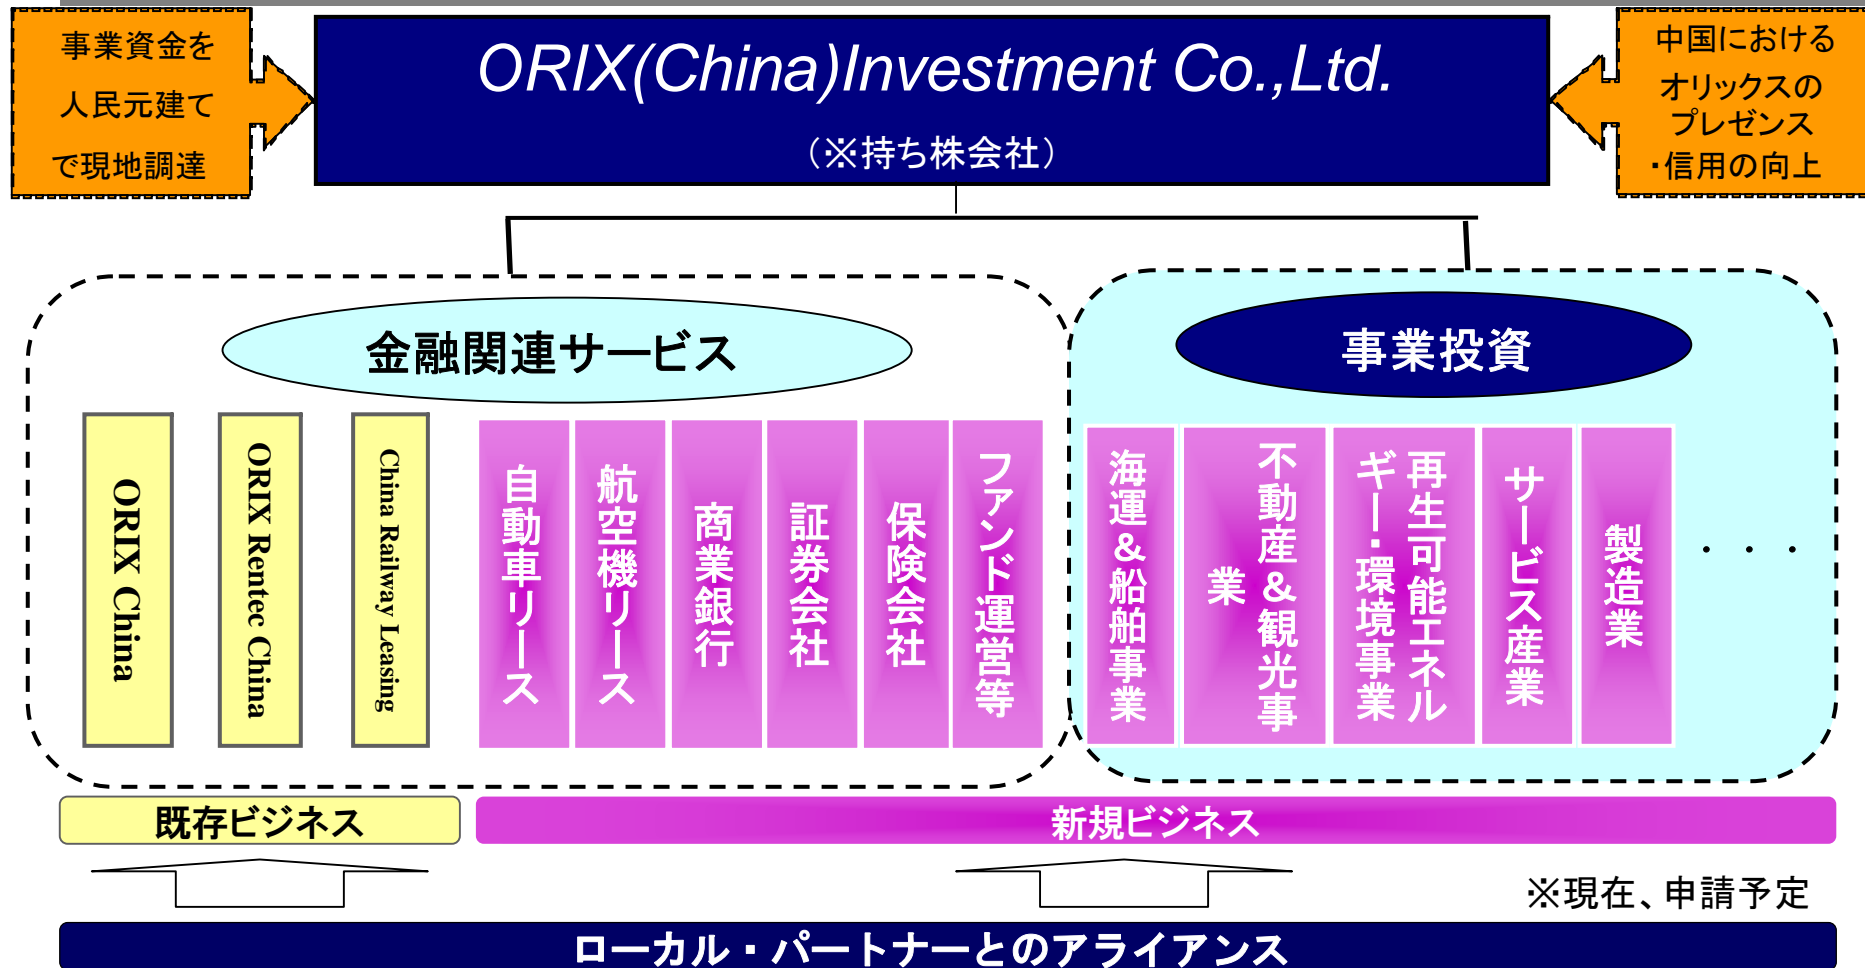 事業資金を
人民元建て
で現地調達
ORIX(China)Investment Co.,Ltd.
（※持ち株会社）
中国における
オリックスの
プレゼンス
・信用の向上
金融関連サービス
事業投資
ORIX China
ORIX Rentec China
China Railway Leasing
自動車リース
航空機リース
商業銀行
証券会社
保険会社
ファンド運営等
海運＆船舶事業
不動産＆観光事
業
再生可能エネル
ギー・環境事業
サービス産業
製造業
・・・
既存ビジネス
新規ビジネス
※現在、申請予定
ローカル・パートナーとのアライアンス